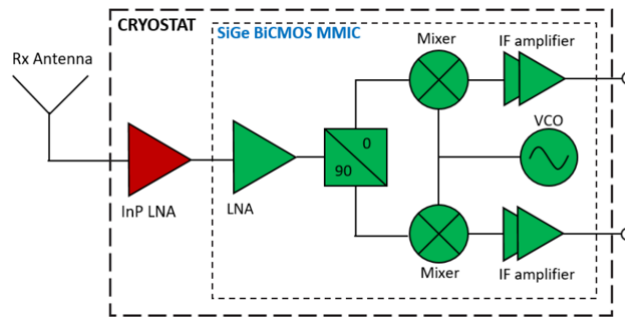 CRYOSTAT
SiGe BiCMOS MMIC
Mixer
IF amplifier
Rx Antenna
VCO
0
90
InP LNA
LNA
Mixer
IF amplifier